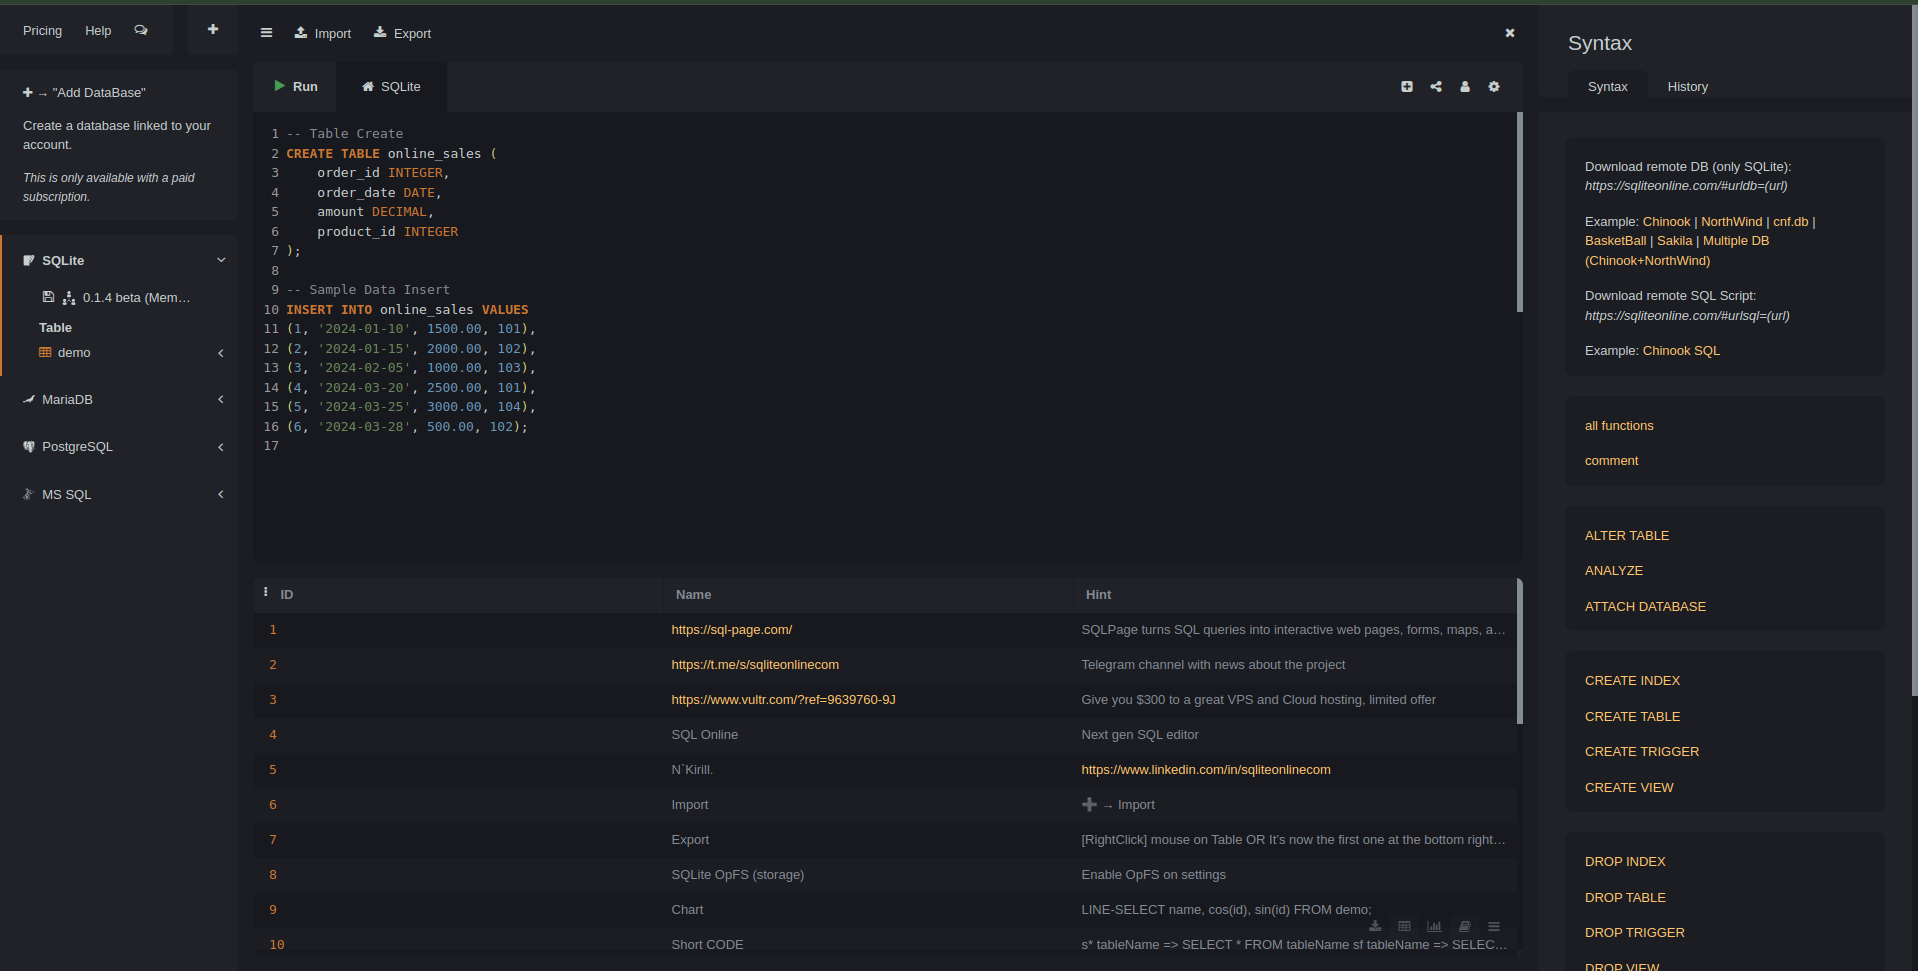 Pricing Help
+ → "Add DataBase"
Create a database linked to your
account.
This is only available with a paid
subscription.
SQLite
0.1.4 beta (Mem…
Table
demo
MariaDB
PostgreSQL
MS SQL
Import Export
Run SQLite
1 -- Table Create
2 CREATE TABLE online_sales (
3 order_id INTEGER,
4 order_date DATE,
5 amount DECIMAL,
6 product_id INTEGER
7 );
8
9 -- Sample Data Insert
10 INSERT INTO online_sales VALUES
11 (1, '2024-01-10', 1500.00, 101),
12 (2, '2024-01-15', 2000.00, 102),
13 (3, '2024-02-05', 1000.00, 103),
14 (4, '2024-03-20', 2500.00, 101),
15 (5, '2024-03-25', 3000.00, 104),
16 (6, '2024-03-28', 500.00, 102);
17
ID Name Hint
1 https://sql-page.com/ SQLPage turns SQL queries into interactive web pages, forms, maps, a…
2 https://t.me/s/sqliteonlinecom Telegram channel with news about the project
3 https://www.vultr.com/?ref=9639760-9J Give you $300 to a great VPS and Cloud hosting, limited offer
4 SQL Online Next gen SQL editor
5 N`Kirill. https://www.linkedin.com/in/sqliteonlinecom
6 Import ➕ → Import
7 Export [RightClick] mouse on Table OR It's now the first one at the bottom right…
8 SQLite OpFS (storage) Enable OpFS on settings
9 Chart LINE-SELECT name, cos(id), sin(id) FROM demo;
10 Short CODE s* tableName => SELECT * FROM tableName sf tableName => SELEC…
Syntax
Syntax History
Download remote DB (only SQLite):
https://sqliteonline.com/#urldb=(url)
Example: Chinook | NorthWind | cnf.db |
BasketBall | Sakila | Multiple DB
(Chinook+NorthWind)
Download remote SQL Script:
https://sqliteonline.com/#urlsql=(url)
Example: Chinook SQL
all functions
comment
ALTER TABLE
ANALYZE
ATTACH DATABASE
CREATE INDEX
CREATE TABLE
CREATE TRIGGER
CREATE VIEW
DROP INDEX
DROP TABLE
DROP TRIGGER
DROP VIEW